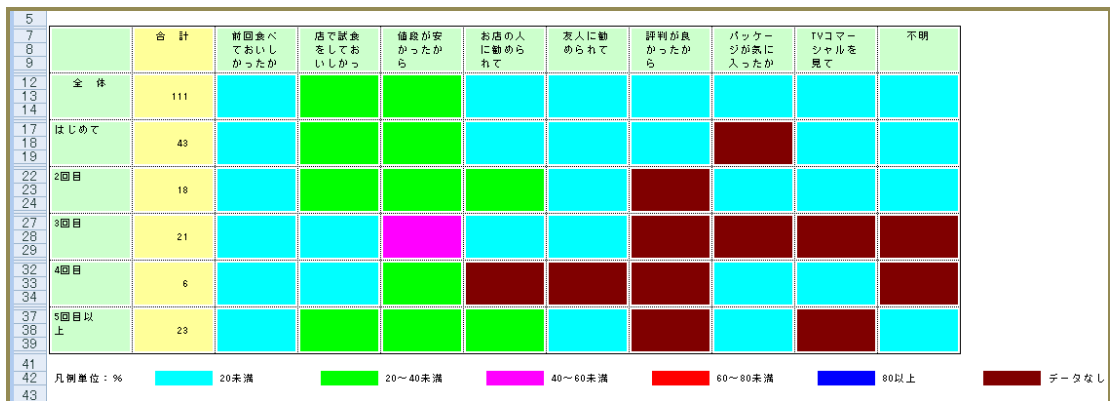 5
7
8
9
合 計
前回食べ
ておいし
かったか
店で試食
をしてお
いしかっ
値段が安
かったか
ら
お店の人
に勧めら
れて
友人に勧
められて
評判が良
かったか
ら
パッケー
ジが気に
入ったか
TVコマー
シャルを
見て
不明
12
13
14
全 体
111
17
18
19
はじめて
43
22
23
24
2回目
18
27
28
29
3回目
21
32
33
34
4回目
6
37
38
39
5回目以
上
23
41
42
43
凡例単位:% 20未満 20～40未満 40～60未満 60～80未満 80以上 データなし